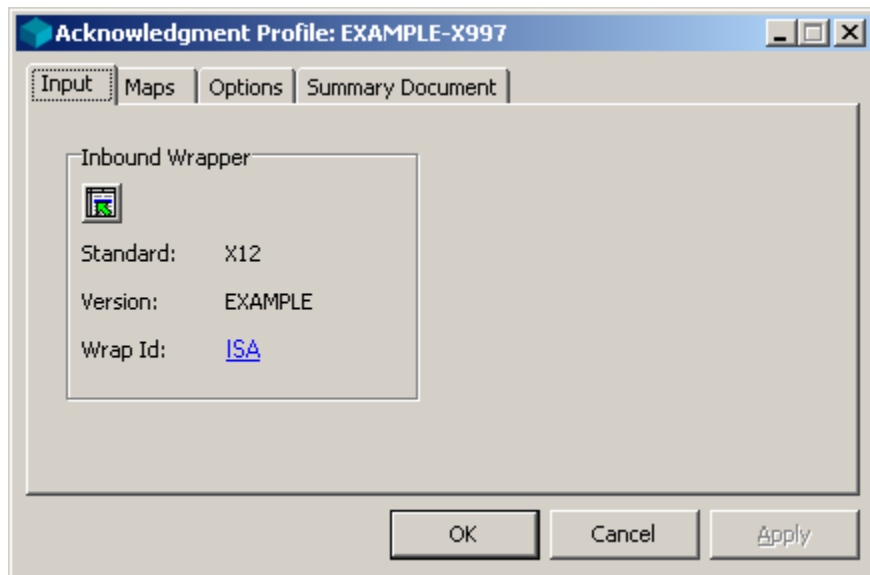 Acknowledgment Profile: EXAMPLE-X997
Input Maps Options Summary Document
Inbound Wrapper
Standard: X12
Version: EXAMPLE
Wrap Id: ISA
OK Cancel Apply